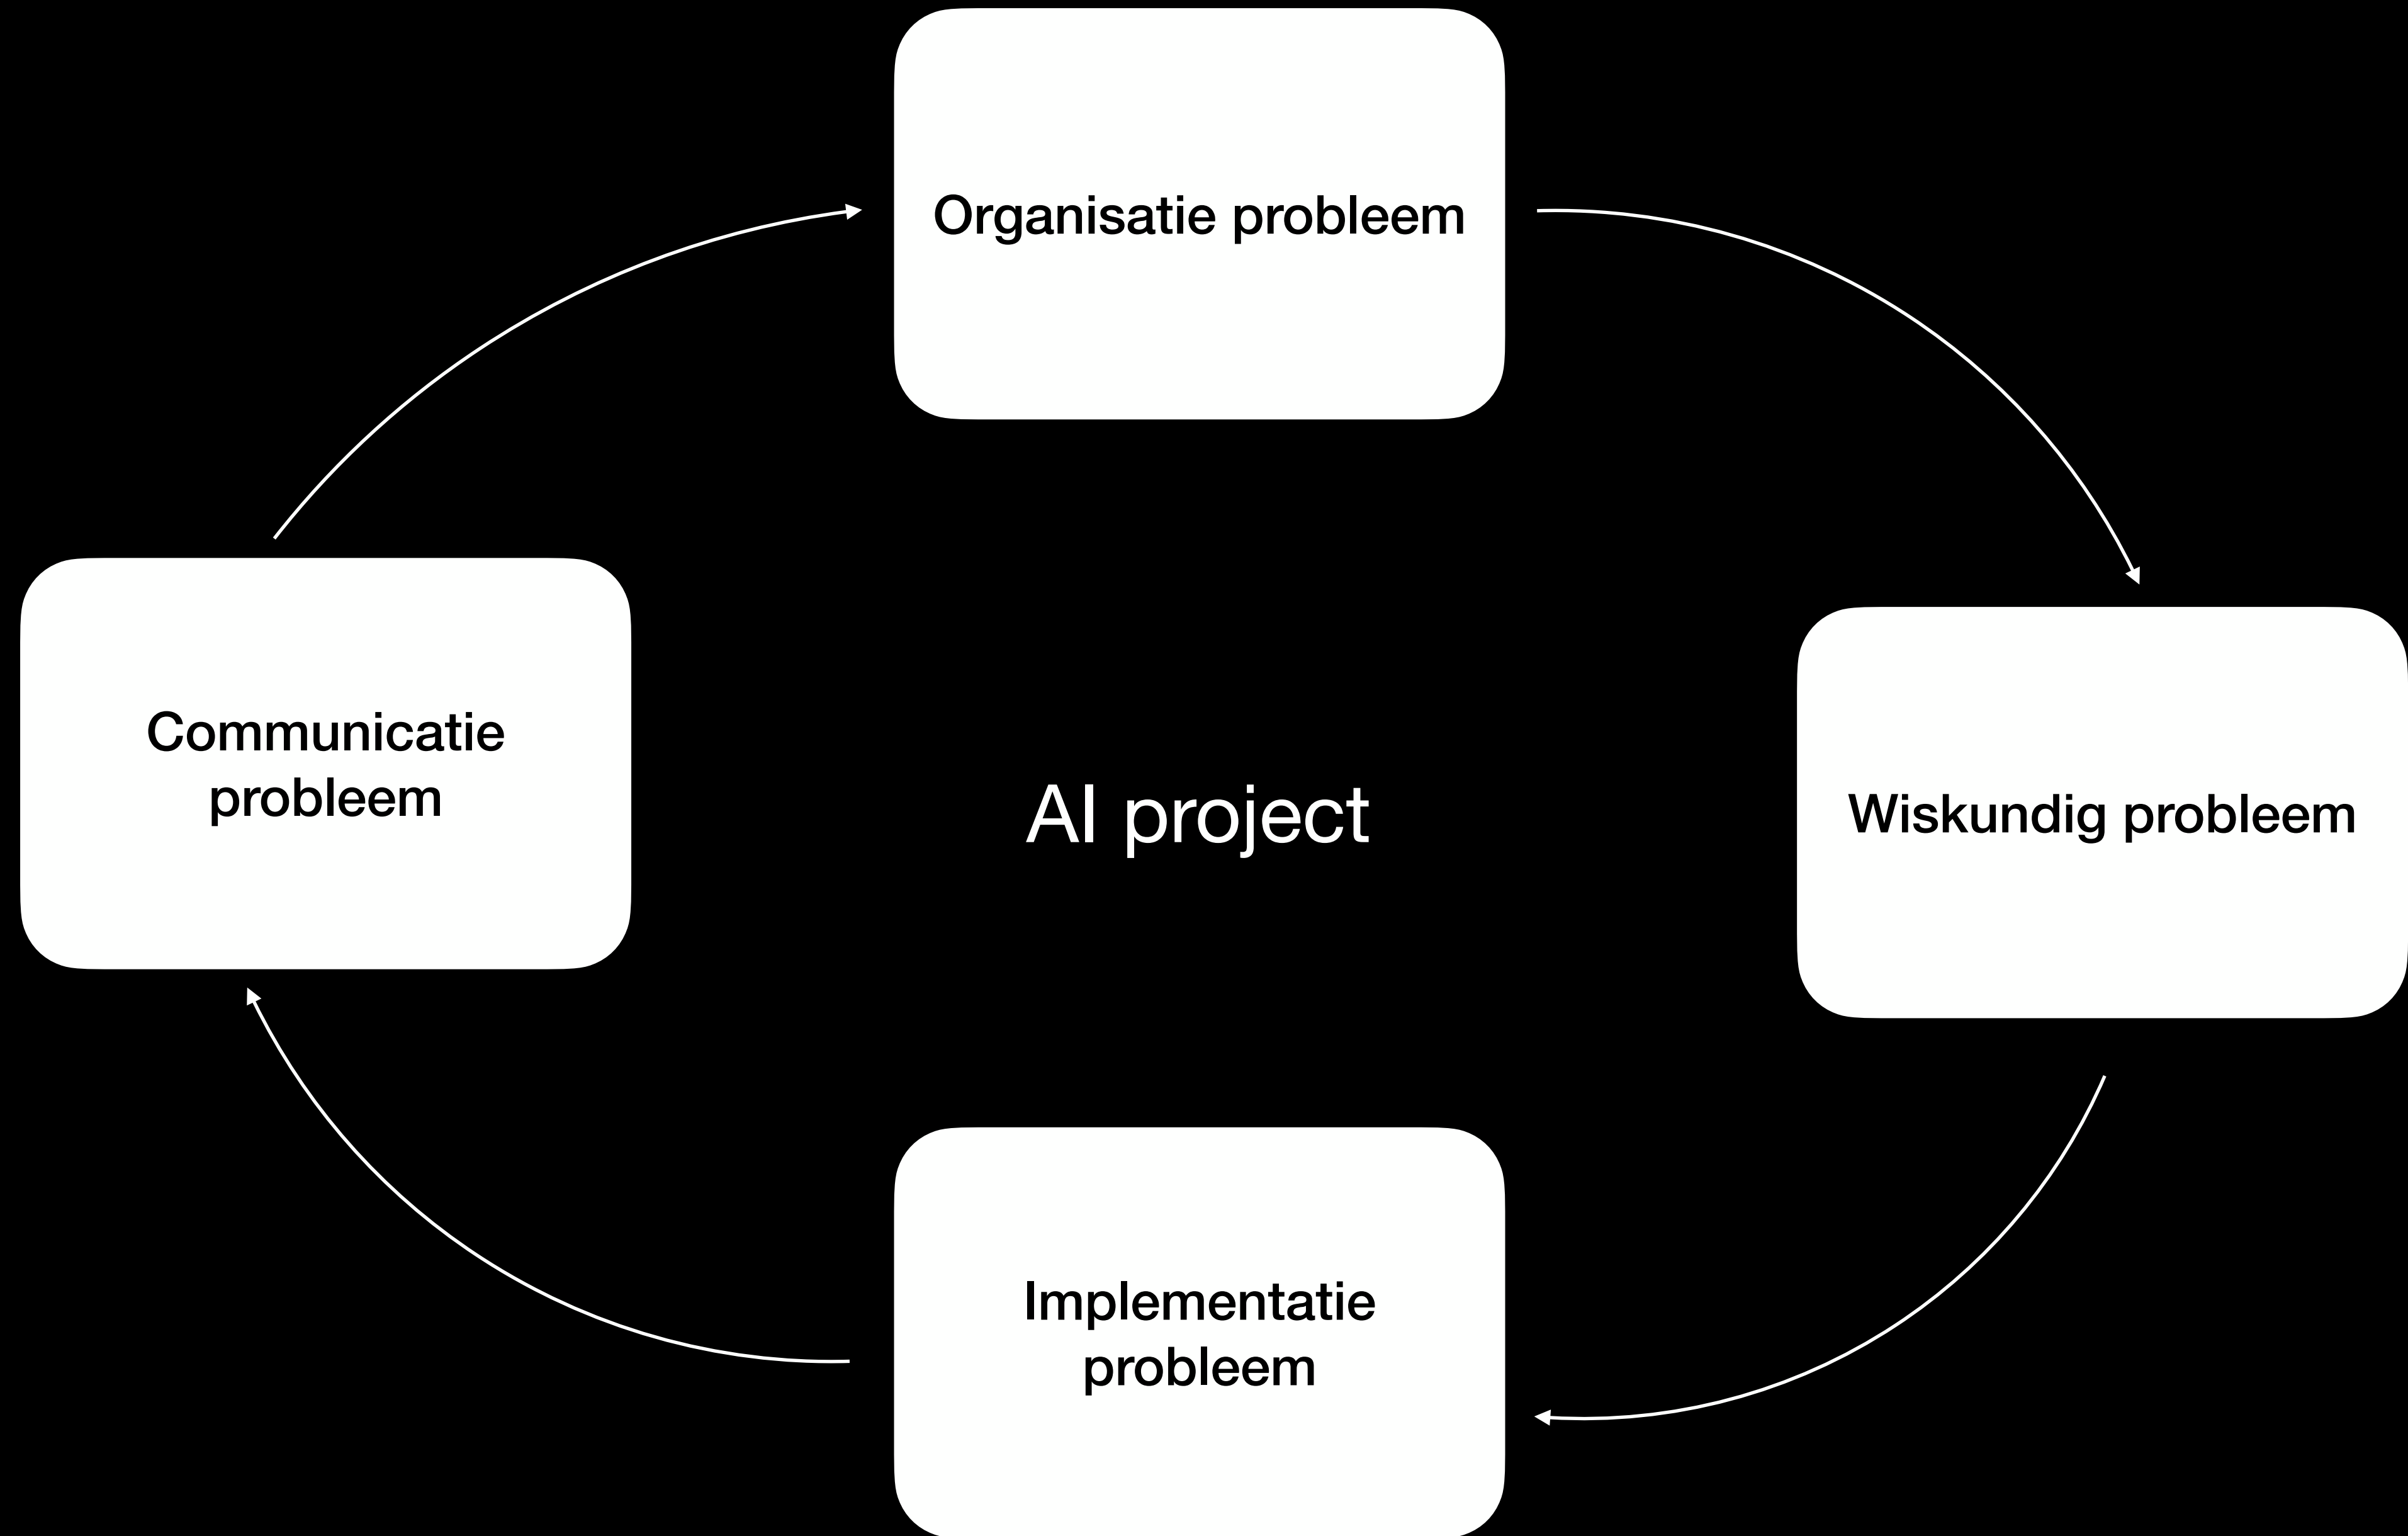 Organisatie probleem
Communicatie
probleem
AI project
Wiskundig probleem
Implementatie
probleem